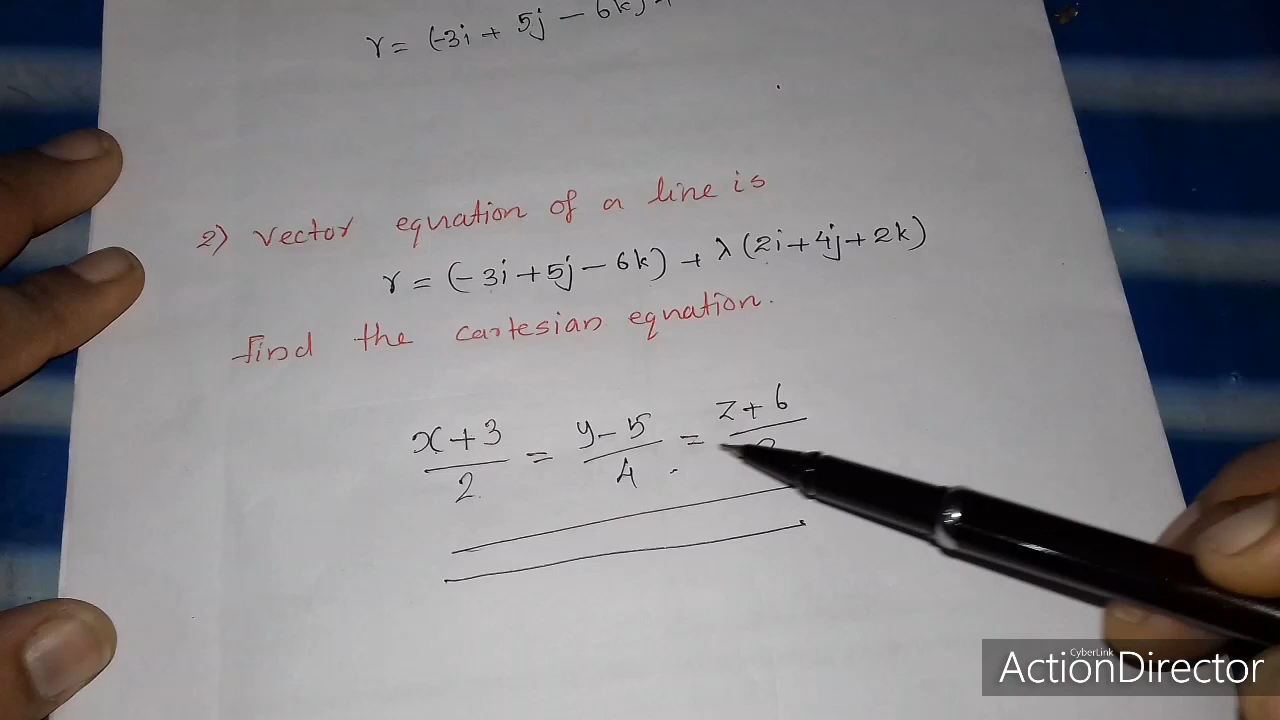 r = (-3i + 5j - 6k) +
2) Vector equation of a line is
r = (-3i + 5j - 6k) + λ (2i + 4j + 2k)
find the cartesian equation.
x + 3 / 2 = y - 5 / 4 = z + 6
CyberLink
ActionDirector